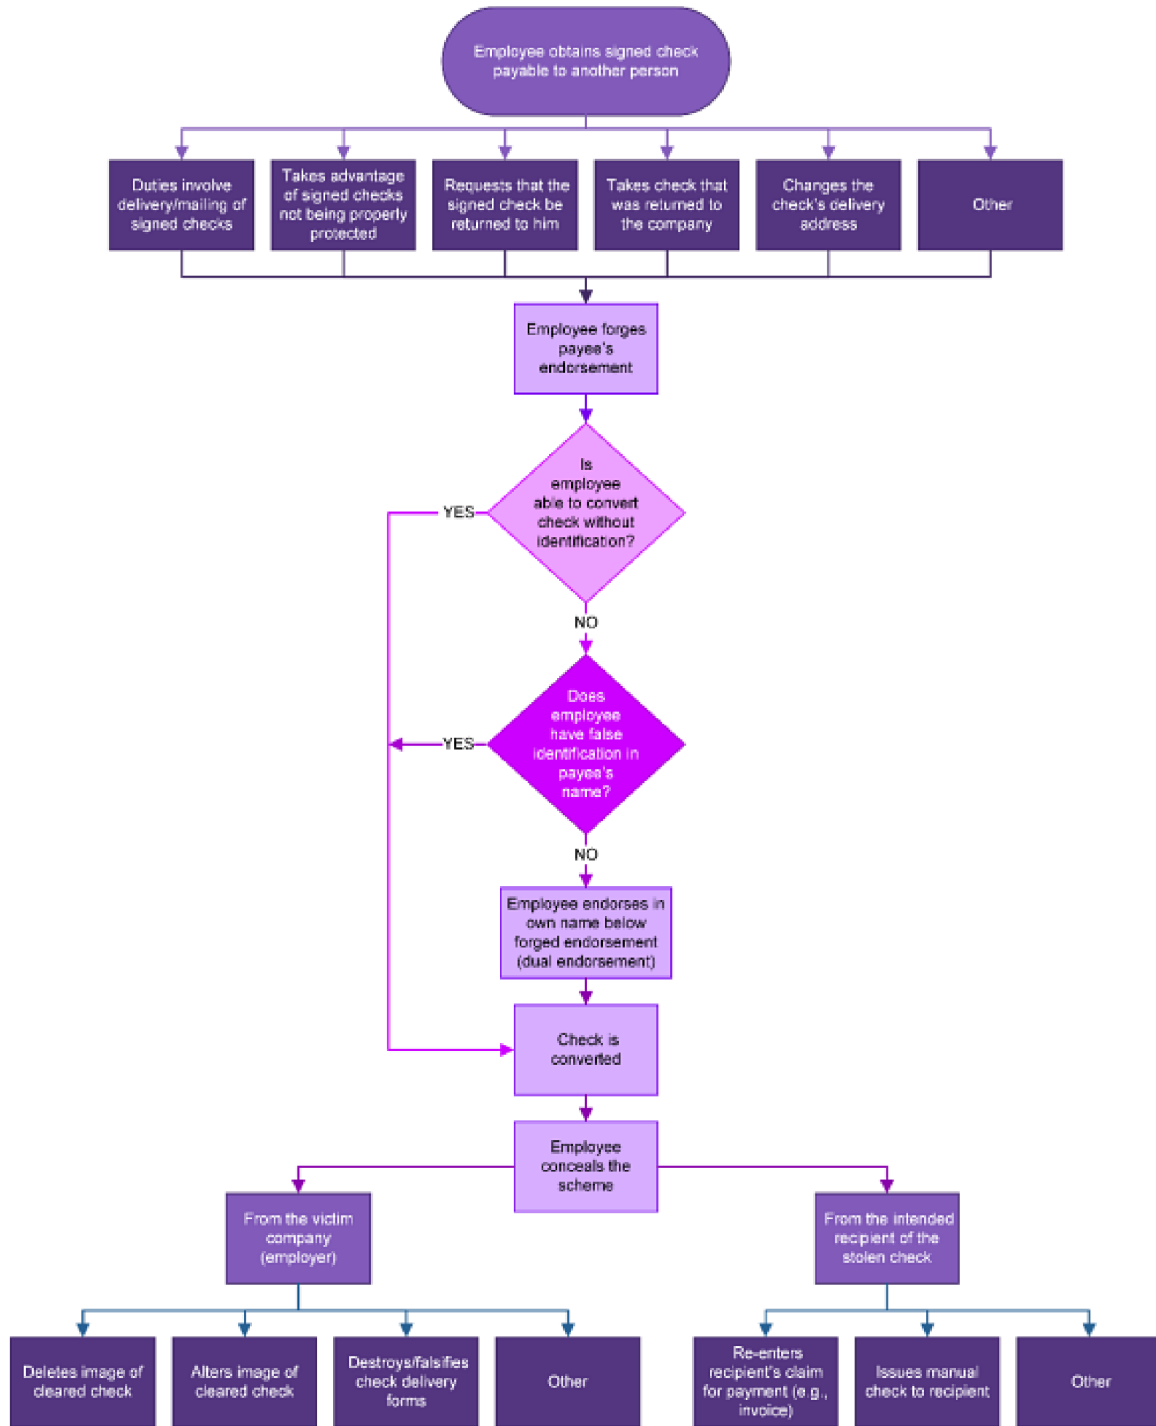 Employee obtains signed check
payable to another person
Duties involve
delivery/mailing of
signed checks
Takes advantage
of signed checks
not being properly
protected
Requests that the
signed check be
returned to him
Takes check that
was returned to
the company
Changes the
check's delivery
address
Other
Employee forges
payee's
endorsement
Is
employee
able to convert
check without
identification?
YES
NO
Does
employee
have false
identification in
payee's
name?
YES
NO
Employee endorses in
own name below
forged endorsement
(dual endorsement)
Check is
converted
Employee
conceals the
scheme
From the victim
company
(employer)
From the intended
recipient of the
stolen check
Deletes image of
cleared check
Alters image of
cleared check
Destroys/falsifies
check delivery
forms
Other
Re-enters
recipient's claim
for payment (e.g.,
invoice)
Issues manual
check to recipient
Other